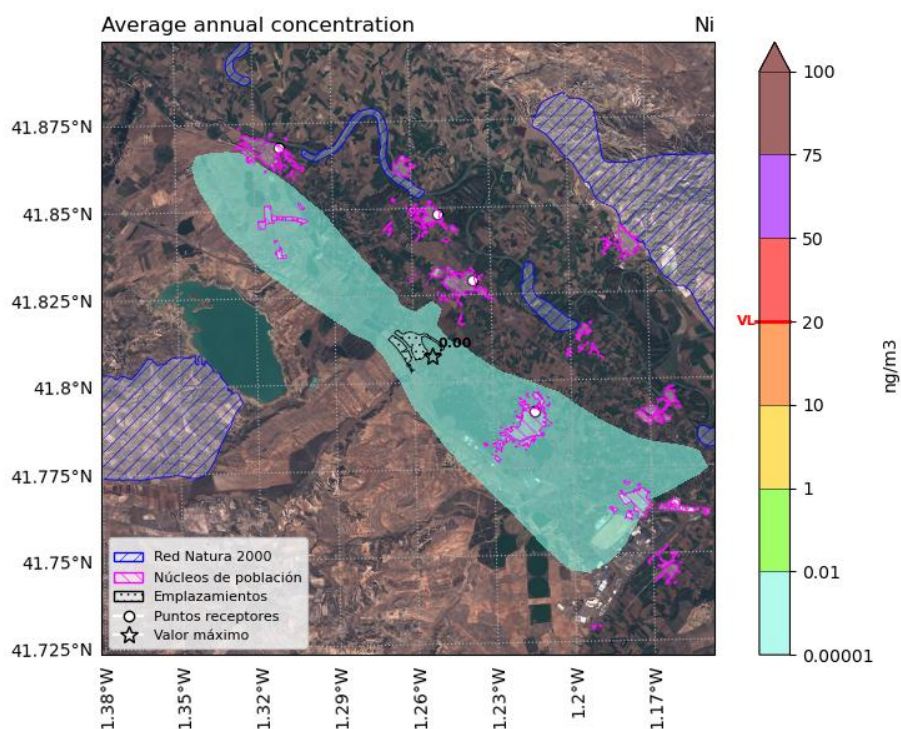 Average annual concentration Ni
41.875°N
41.85°N
41.825°N
41.8°N
41.775°N
41.75°N
41.725°N
0.00
Red Natura 2000
Núcleos de población
Emplazamientos
Puntos receptores
Valor máximo
1.38°W
1.35°W
1.32°W
1.29°W
1.26°W
1.23°W
1.2°W
1.17°W
100
75
50
VL 20
10
1
0.01
0.00001
ng/m3